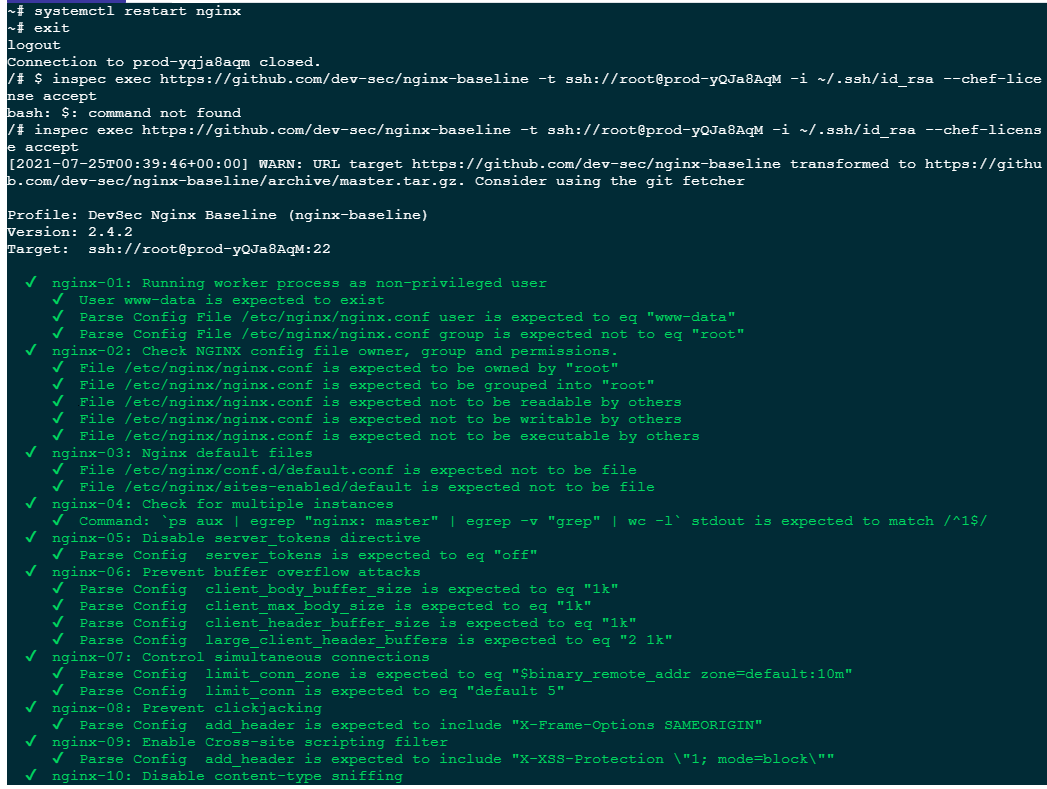 ~# systemctl restart nginx
~# exit
logout
Connection to prod-yqja8aqm closed.
/# $ inspec exec https://github.com/dev-sec/nginx-baseline -t ssh://root@prod-yQJa8AqM -i ~/.ssh/id_rsa --chef-lice
nse accept
bash: $: command not found
/# inspec exec https://github.com/dev-sec/nginx-baseline -t ssh://root@prod-yQJa8AqM -i ~/.ssh/id_rsa --chef-licens
e accept
[2021-07-25T00:39:46+00:00] WARN: URL target https://github.com/dev-sec/nginx-baseline transformed to https://githu
b.com/dev-sec/nginx-baseline/archive/master.tar.gz. Consider using the git fetcher
Profile: DevSec Nginx Baseline (nginx-baseline)
Version: 2.4.2
Target:  ssh://root@prod-yQJa8AqM:22
✓ nginx-01: Running worker process as non-privileged user
✓ User www-data is expected to exist
✓ Parse Config File /etc/nginx/nginx.conf user is expected to eq "www-data"
✓ Parse Config File /etc/nginx/nginx.conf group is expected not to eq "root"
✓ nginx-02: Check NGINX config file owner, group and permissions.
✓ File /etc/nginx/nginx.conf is expected to be owned by "root"
✓ File /etc/nginx/nginx.conf is expected to be grouped into "root"
✓ File /etc/nginx/nginx.conf is expected not to be readable by others
✓ File /etc/nginx/nginx.conf is expected not to be writable by others
✓ File /etc/nginx/nginx.conf is expected not to be executable by others
✓ nginx-03: Nginx default files
✓ File /etc/nginx/conf.d/default.conf is expected not to be file
✓ File /etc/nginx/sites-enabled/default is expected not to be file
✓ nginx-04: Check for multiple instances
✓ Command: `ps aux | egrep "nginx: master" | egrep -v "grep" | wc -l` stdout is expected to match /^1$/
✓ nginx-05: Disable server_tokens directive
✓ Parse Config  server_tokens is expected to eq "off"
✓ nginx-06: Prevent buffer overflow attacks
✓ Parse Config  client_body_buffer_size is expected to eq "1k"
✓ Parse Config  client_max_body_size is expected to eq "1k"
✓ Parse Config  client_header_buffer_size is expected to eq "1k"
✓ Parse Config  large_client_header_buffers is expected to eq "2 1k"
✓ nginx-07: Control simultaneous connections
✓ Parse Config  limit_conn_zone is expected to eq "$binary_remote_addr zone=default:10m"
✓ Parse Config  limit_conn is expected to eq "default 5"
✓ nginx-08: Prevent clickjacking
✓ Parse Config  add_header is expected to include "X-Frame-Options SAMEORIGIN"
✓ nginx-09: Enable Cross-site scripting filter
✓ Parse Config  add_header is expected to include "X-XSS-Protection \"1; mode=block\""
✓ nginx-10: Disable content-type sniffing